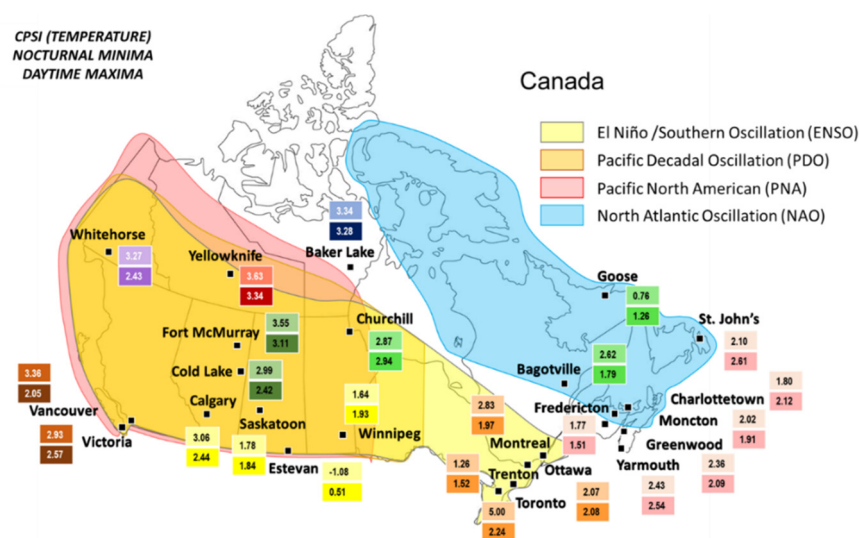 CPSI (TEMPERATURE)
NOCTURNAL MINIMA
DAYTIME MAXIMA
Canada
El Niño /Southern Oscillation (ENSO)
Pacific Decadal Oscillation (PDO)
Pacific North American (PNA)
North Atlantic Oscillation (NAO)
Whitehorse
3.27
2.43
Yellowknife
3.63
3.34
3.34
3.28
Baker Lake
Goose
0.76
1.26
St. John's
2.10
2.61
Fort McMurray
3.55
3.11
Churchill
2.87
2.94
Cold Lake
2.99
2.42
Bagotville
2.62
1.79
3.36
2.05
Vancouver
2.93
2.57
Victoria
Calgary
3.06
2.44
Saskatoon
1.78
1.84
1.64
1.93
Winnipeg
Estevan
-1.08
0.51
2.83
1.97
Montreal
Fredericton
1.77
1.51
Charlottetown
1.80
2.12
Moncton
2.02
1.91
Greenwood
2.36
2.09
Yarmouth
2.43
2.54
1.26
1.52
Trenton
Ottawa
2.07
2.08
Toronto
5.00
2.24